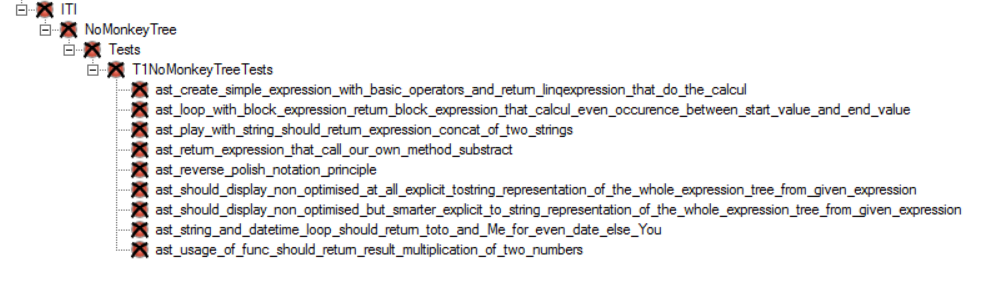 ITI
NoMonkeyTree
Tests
T1NoMonkeyTreeTests
ast_create_simple_expression_with_basic_operators_and_return_linqexpression_that_do_the_calcul
ast_loop_with_block_expression_return_block_expression_that_calcul_even_occurence_between_start_value_and_end_value
ast_play_with_string_should_return_expression_concat_of_two_strings
ast_return_expression_that_call_our_own_method_substract
ast_reverse_polish_notation_principle
ast_should_display_non_optimised_at_all_explicit_tostring_representation_of_the_whole_expression_tree_from_given_expression
ast_should_display_non_optimised_but_smarter_explicit_to_string_representation_of_the_whole_expression_tree_from_given_expression
ast_string_and_datetime_loop_should_return_toto_and_Me_for_even_date_else_You
ast_usage_of_func_should_return_result_multiplication_of_two_numbers